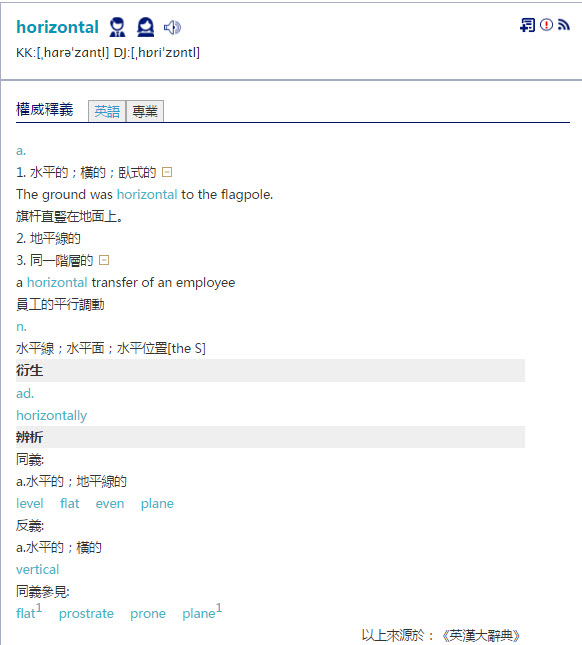 horizontal
KK:[ˌhɑrəˈzɑntḷ] DJ:[ˌhɒriˈzɒntl]
權威釋義 英語 專業
a.
1. 水平的；橫的；臥式的
The ground was horizontal to the flagpole.
旗杆直豎在地面上。
2. 地平線的
3. 同一階層的
a horizontal transfer of an employee
員工的平行調動
n.
水平線；水平面；水平位置[the S]
衍生
ad.
horizontally
辨析
同義:
a.水平的；地平線的
level flat even plane
反義:
a.水平的；橫的
vertical
同義參見:
flat1 prostrate prone plane1
以上來源於：《英漢大辭典》